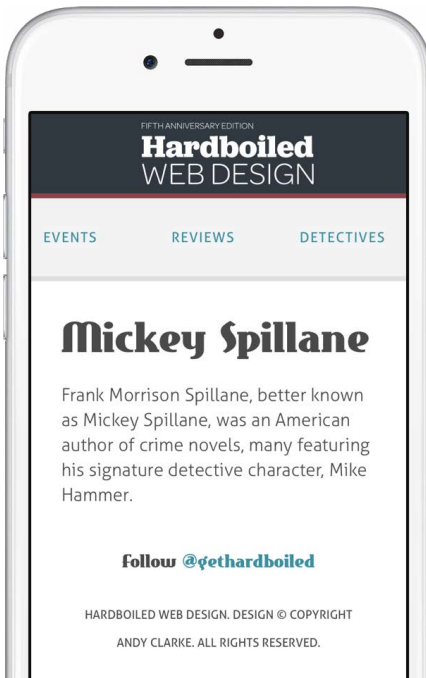 FIFTH ANNIVERSARY EDITION
Hardboiled
WEB DESIGN
EVENTS REVIEWS DETECTIVES
Mickey Spillane
Frank Morrison Spillane, better known
as Mickey Spillane, was an American
author of crime novels, many featuring
his signature detective character, Mike
Hammer.
Follow @gethardboiled
HARDBOILED WEB DESIGN. DESIGN © COPYRIGHT
ANDY CLARKE. ALL RIGHTS RESERVED.